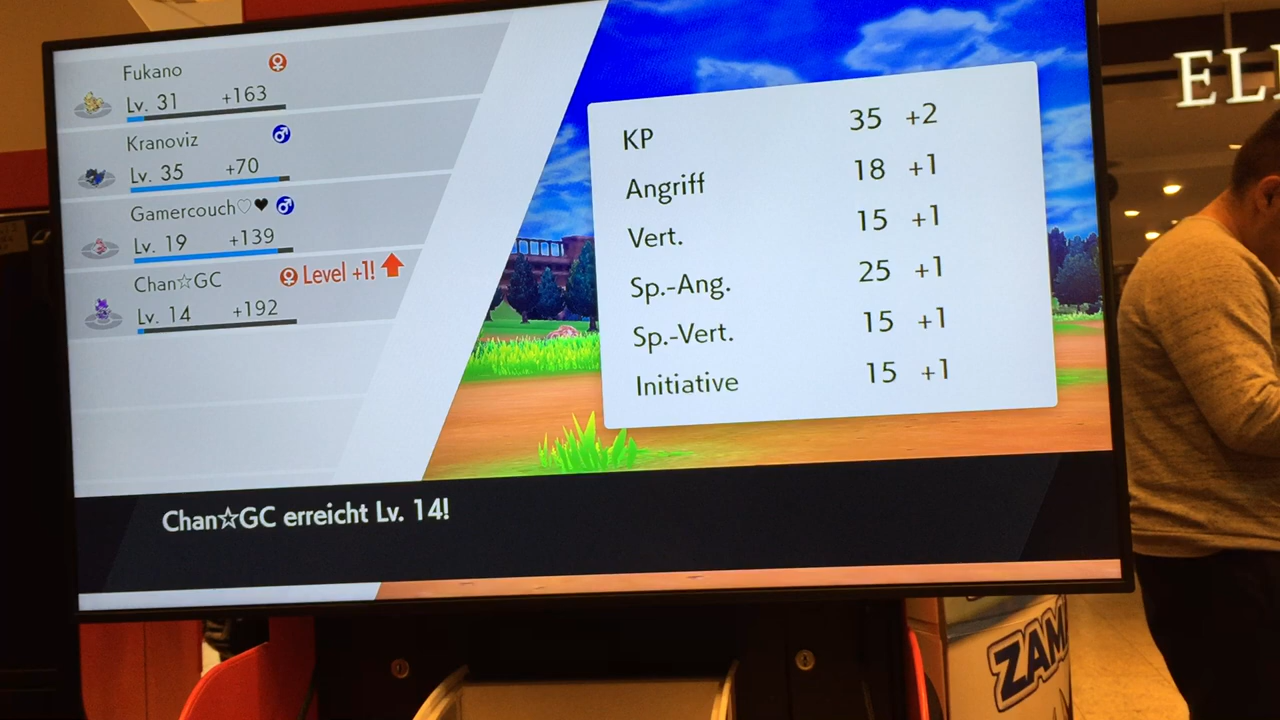 Fukano ♀
Lv. 31 +163
Kranoviz ♂
Lv. 35 +70
Gamercouch♡♥ ♂
Lv. 19 +139
Chan☆GC ♀ Level +1!
Lv. 14 +192
KP 35 +2
Angriff 18 +1
Vert. 15 +1
Sp.-Ang. 25 +1
Sp.-Vert. 15 +1
Initiative 15 +1
Chan☆GC erreicht Lv. 14!